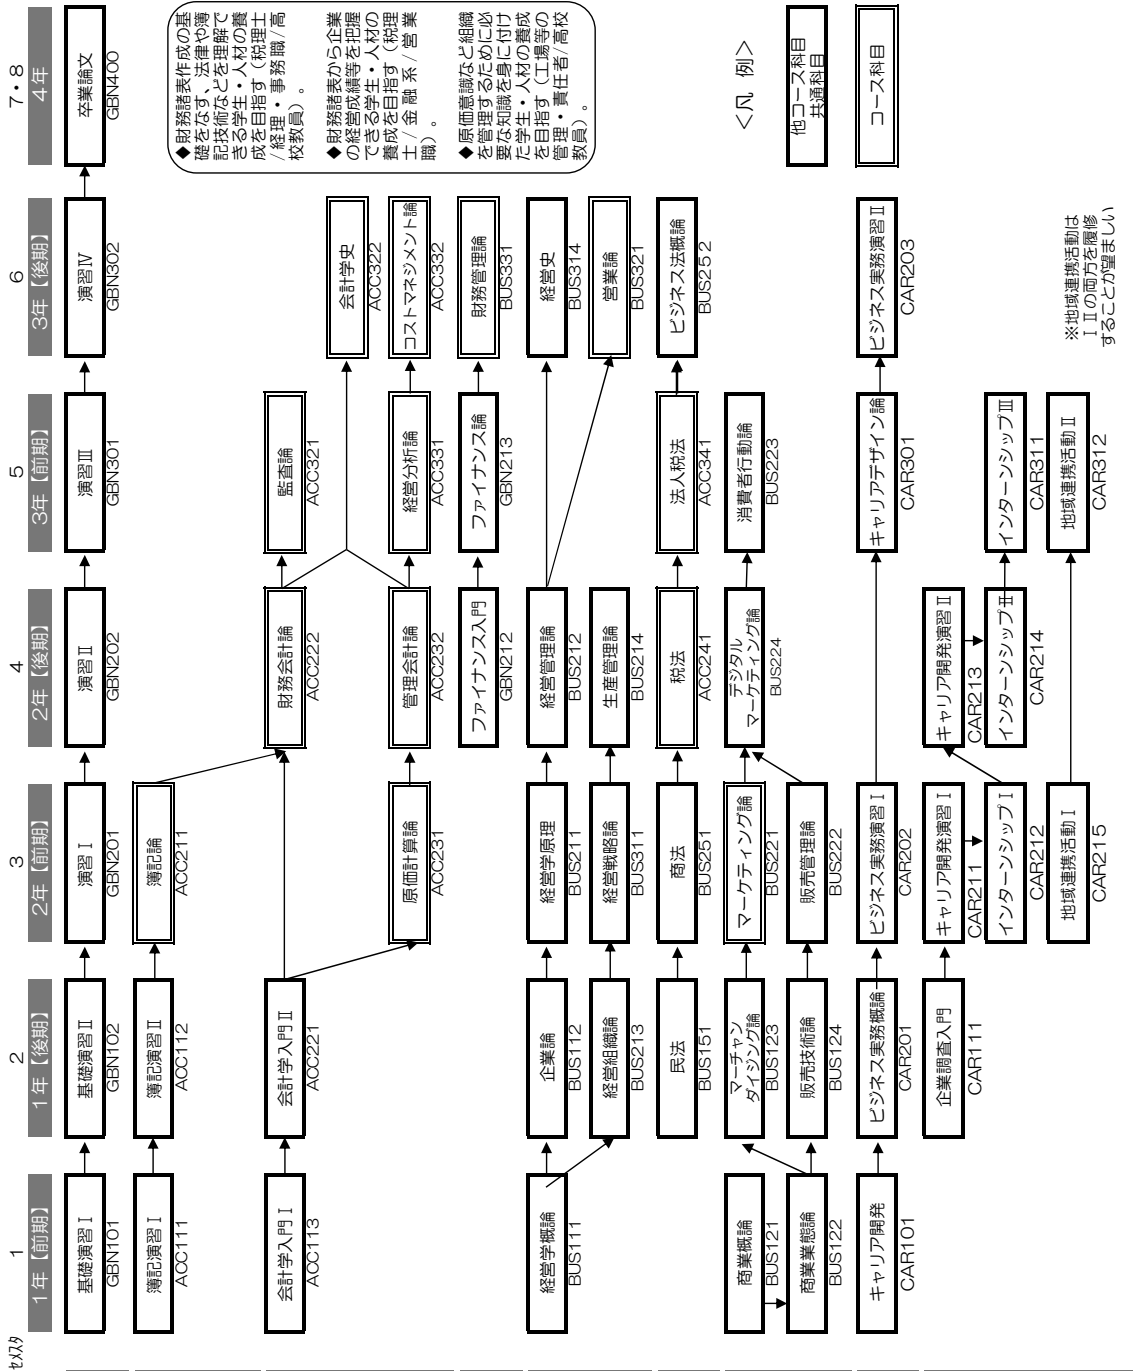 セメスタ
1
1年【前期】
2
1年【後期】
3
2年【前期】
4
2年【後期】
5
3年【前期】
6
3年【後期】
7・8
4年
基礎演習Ⅰ
GBN101
基礎演習Ⅱ
GBN102
演習Ⅰ
GBN201
演習Ⅱ
GBN202
演習Ⅲ
GBN301
演習Ⅳ
GBN302
卒業論文
GBN400
簿記演習Ⅰ
ACC111
簿記演習Ⅱ
ACC112
簿記論
ACC211
会計学入門Ⅰ
ACC113
会計学入門Ⅱ
ACC221
財務会計論
ACC222
監査論
ACC321
会計学史
ACC322
原価計算論
ACC231
管理会計論
ACC232
経営分析論
ACC331
コストマネジメント論
ACC332
ファイナンス入門
GBN212
ファイナンス論
GBN213
財務管理論
BUS331
経営学概論
BUS111
企業論
BUS112
経営学原理
BUS211
経営管理論
BUS212
経営史
BUS314
経営組織論
BUS213
経営戦略論
BUS311
生産管理論
BUS214
営業論
BUS321
民法
BUS151
商法
BUS251
税法
ACC241
法人税法
ACC341
ビジネス法概論
BUS252
商業概論
BUS121
マーチャン
ダイジング論
BUS123
マーケティング論
BUS221
デジタル
マーケティング論
BUS224
消費者行動論
BUS223
商業業態論
BUS122
販売技術論
BUS124
販売管理論
BUS222
キャリア開発
CAR101
ビジネス実務概論
CAR201
ビジネス実務演習Ⅰ
CAR202
キャリアデザイン論
CAR301
ビジネス実務演習Ⅱ
CAR203
企業調査入門
CAR111
キャリア開発演習Ⅰ
CAR211
キャリア開発演習Ⅱ
CAR213
インターンシップⅠ
CAR212
インターンシップⅡ
CAR214
インターンシップⅢ
CAR311
地域連携活動Ⅰ
CAR215
地域連携活動Ⅱ
CAR312
◆財務諸表作成の基
礎をなす、法律や簿
記技術などを理解で
きる学生・人材の養
成を目指す（税理士
/経理・事務職/高
校教員）。
◆財務諸表から企業
の経営成績等を把握
できる学生・人材の
養成を目指す（税理
士/金融系/営業
職）。
◆原価意識など組織
を管理するために必
要な知識を身に付け
た学生・人材の養成
を目指す（工場等の
管理・責任者/高校
教員）。
＜凡 例＞
他コース科目
共通科目
コース科目
※地域連携活動は
ⅠⅡの両方を履修
することが望ましい